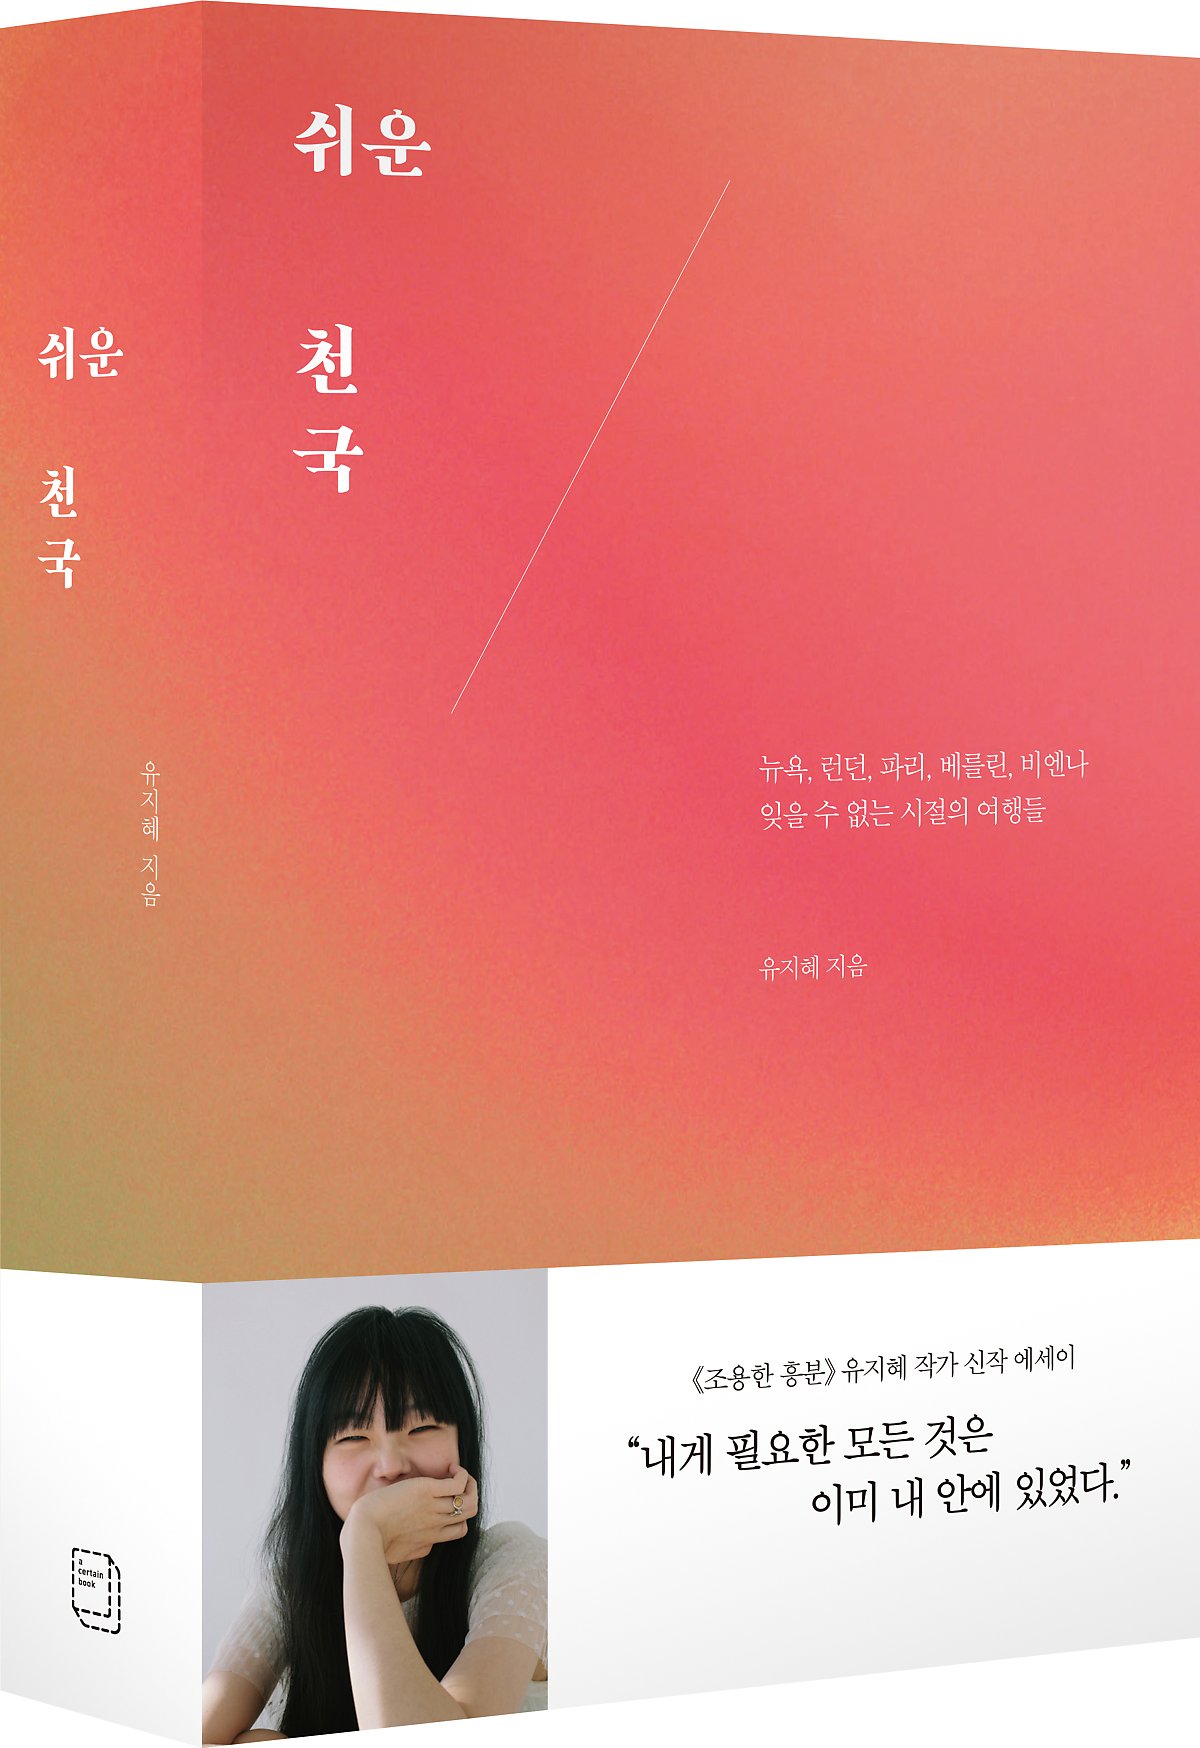 쉬운
천
국
유지혜 지음
쉬운
천
국
뉴욕, 런던, 파리, 베를린, 비엔나
잊을 수 없는 시절의 여행들
유지혜 지음
《조용한 흥분》 유지혜 작가 신작 에세이
“내게 필요한 모든 것은
이미 내 안에 있었다.”
a
certain
book